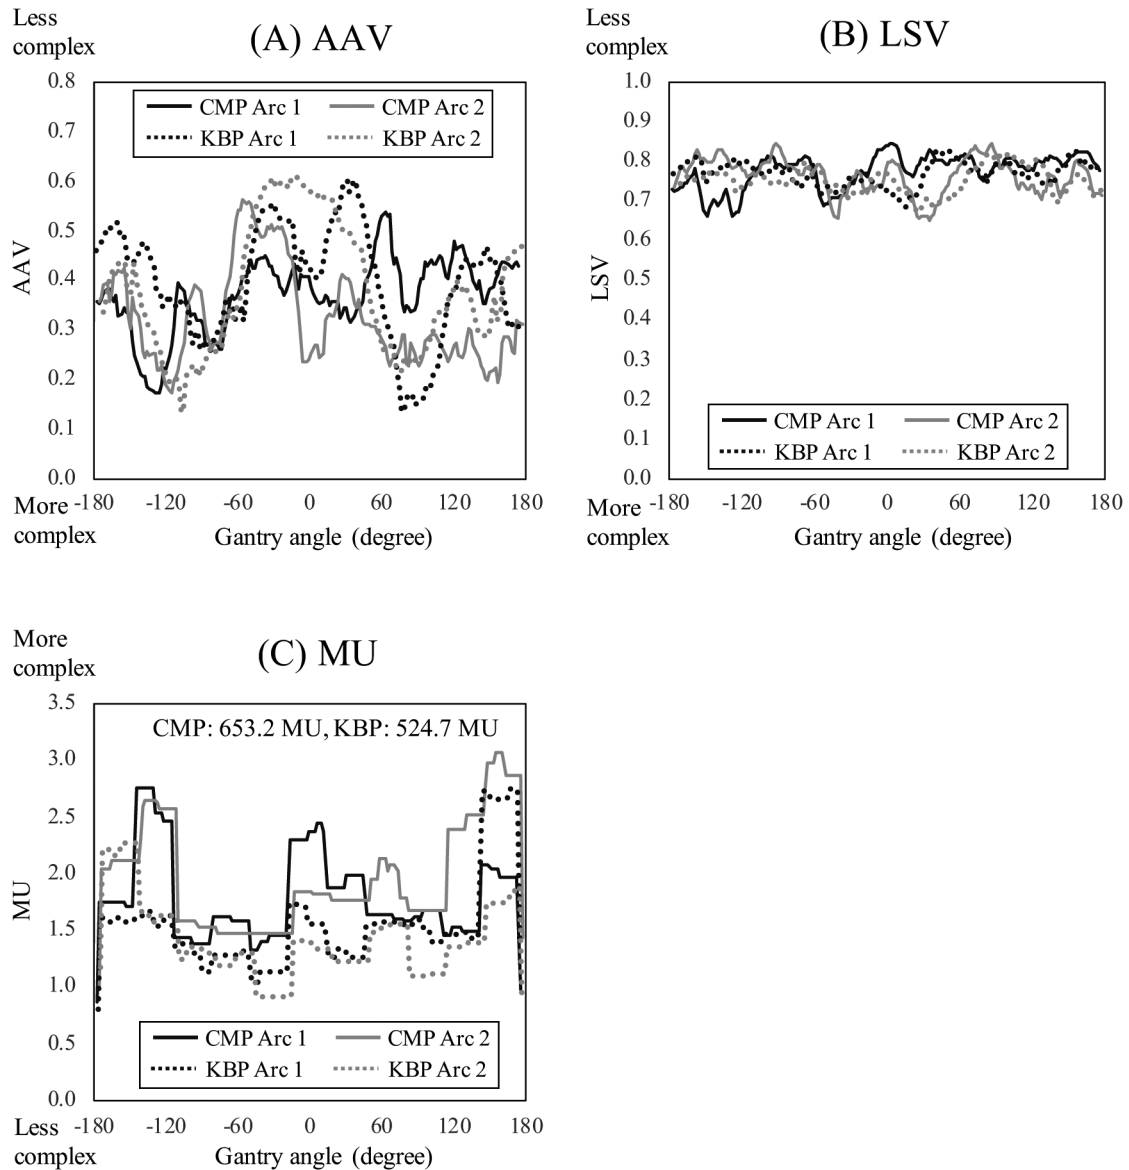 Less
complex
(A) AAV
0.8
0.7
0.6
0.5
0.4
0.3
0.2
0.1
0.0
AAV
CMP Arc 1
CMP Arc 2
KBP Arc 1
KBP Arc 2
More
complex
-180 -120 -60 0 60 120 180
Gantry angle (degree)
Less
complex
(B) LSV
1.0
0.9
0.8
0.7
0.6
0.5
0.4
0.3
0.2
0.1
0.0
LSV
CMP Arc 1
CMP Arc 2
KBP Arc 1
KBP Arc 2
More
complex
-180 -120 -60 0 60 120 180
Gantry angle (degree)
More
complex
(C) MU
3.5
3.0
2.5
2.0
1.5
1.0
0.5
0.0
MU
CMP: 653.2 MU, KBP: 524.7 MU
CMP Arc 1
CMP Arc 2
KBP Arc 1
KBP Arc 2
Less
complex
-180 -120 -60 0 60 120 180
Gantry angle (degree)